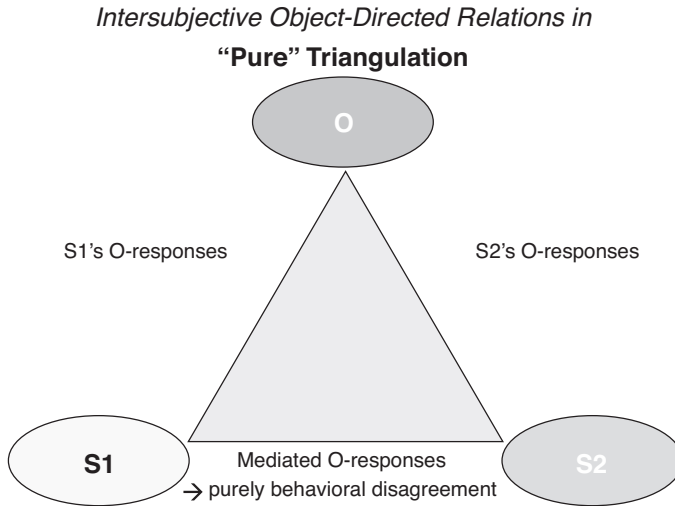 Intersubjective Object-Directed Relations in
“Pure” Triangulation
O
S1's O-responses
S2's O-responses
S1
Mediated O-responses
→ purely behavioral disagreement
S2